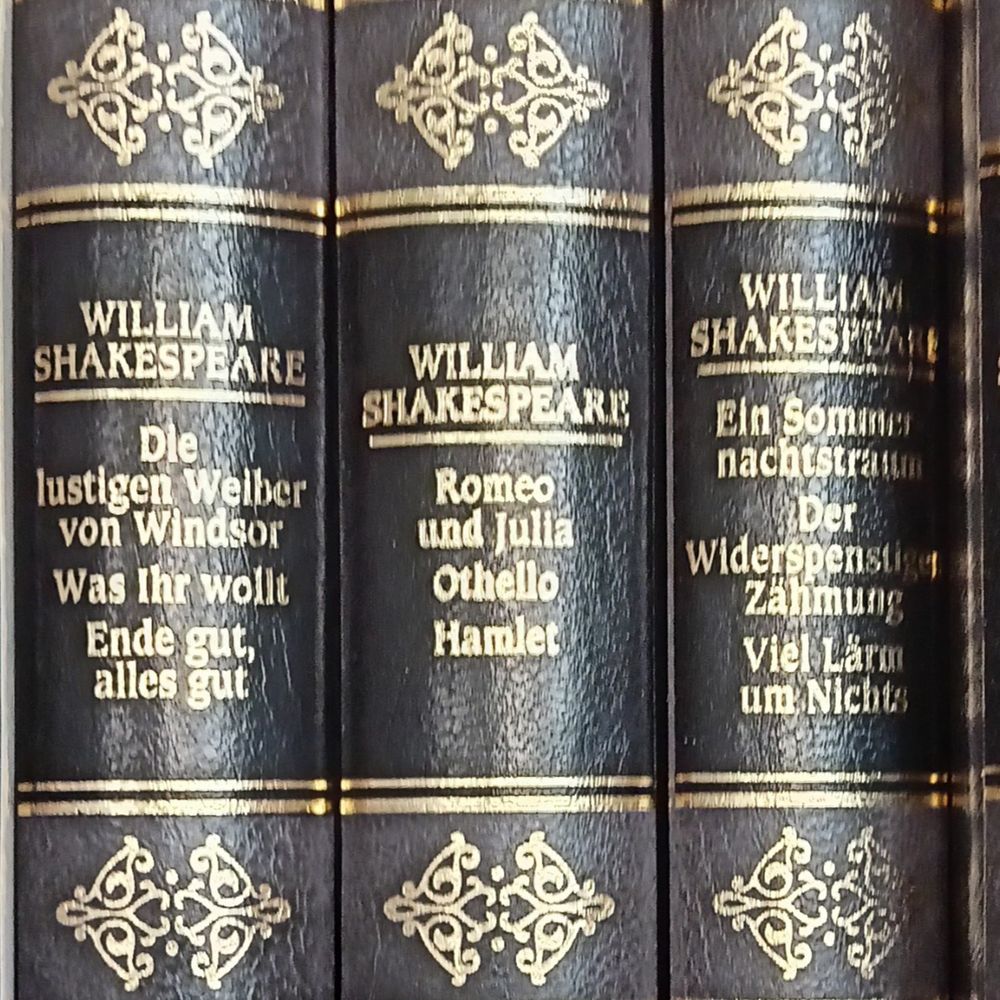 WILLIAM
SHAKESPEARE
Die
lustigen Weiber
von Windsor
Was Ihr wollt
Ende gut,
alles gut
WILLIAM
SHAKESPEARE
Romeo
und Julia
Othello
Hamlet
WILLIAM
SHAKESPEARE
Ein Sommer
nachtstraum
Der
Widerspenstigen
Zähmung
Viel Lärm
um Nichts